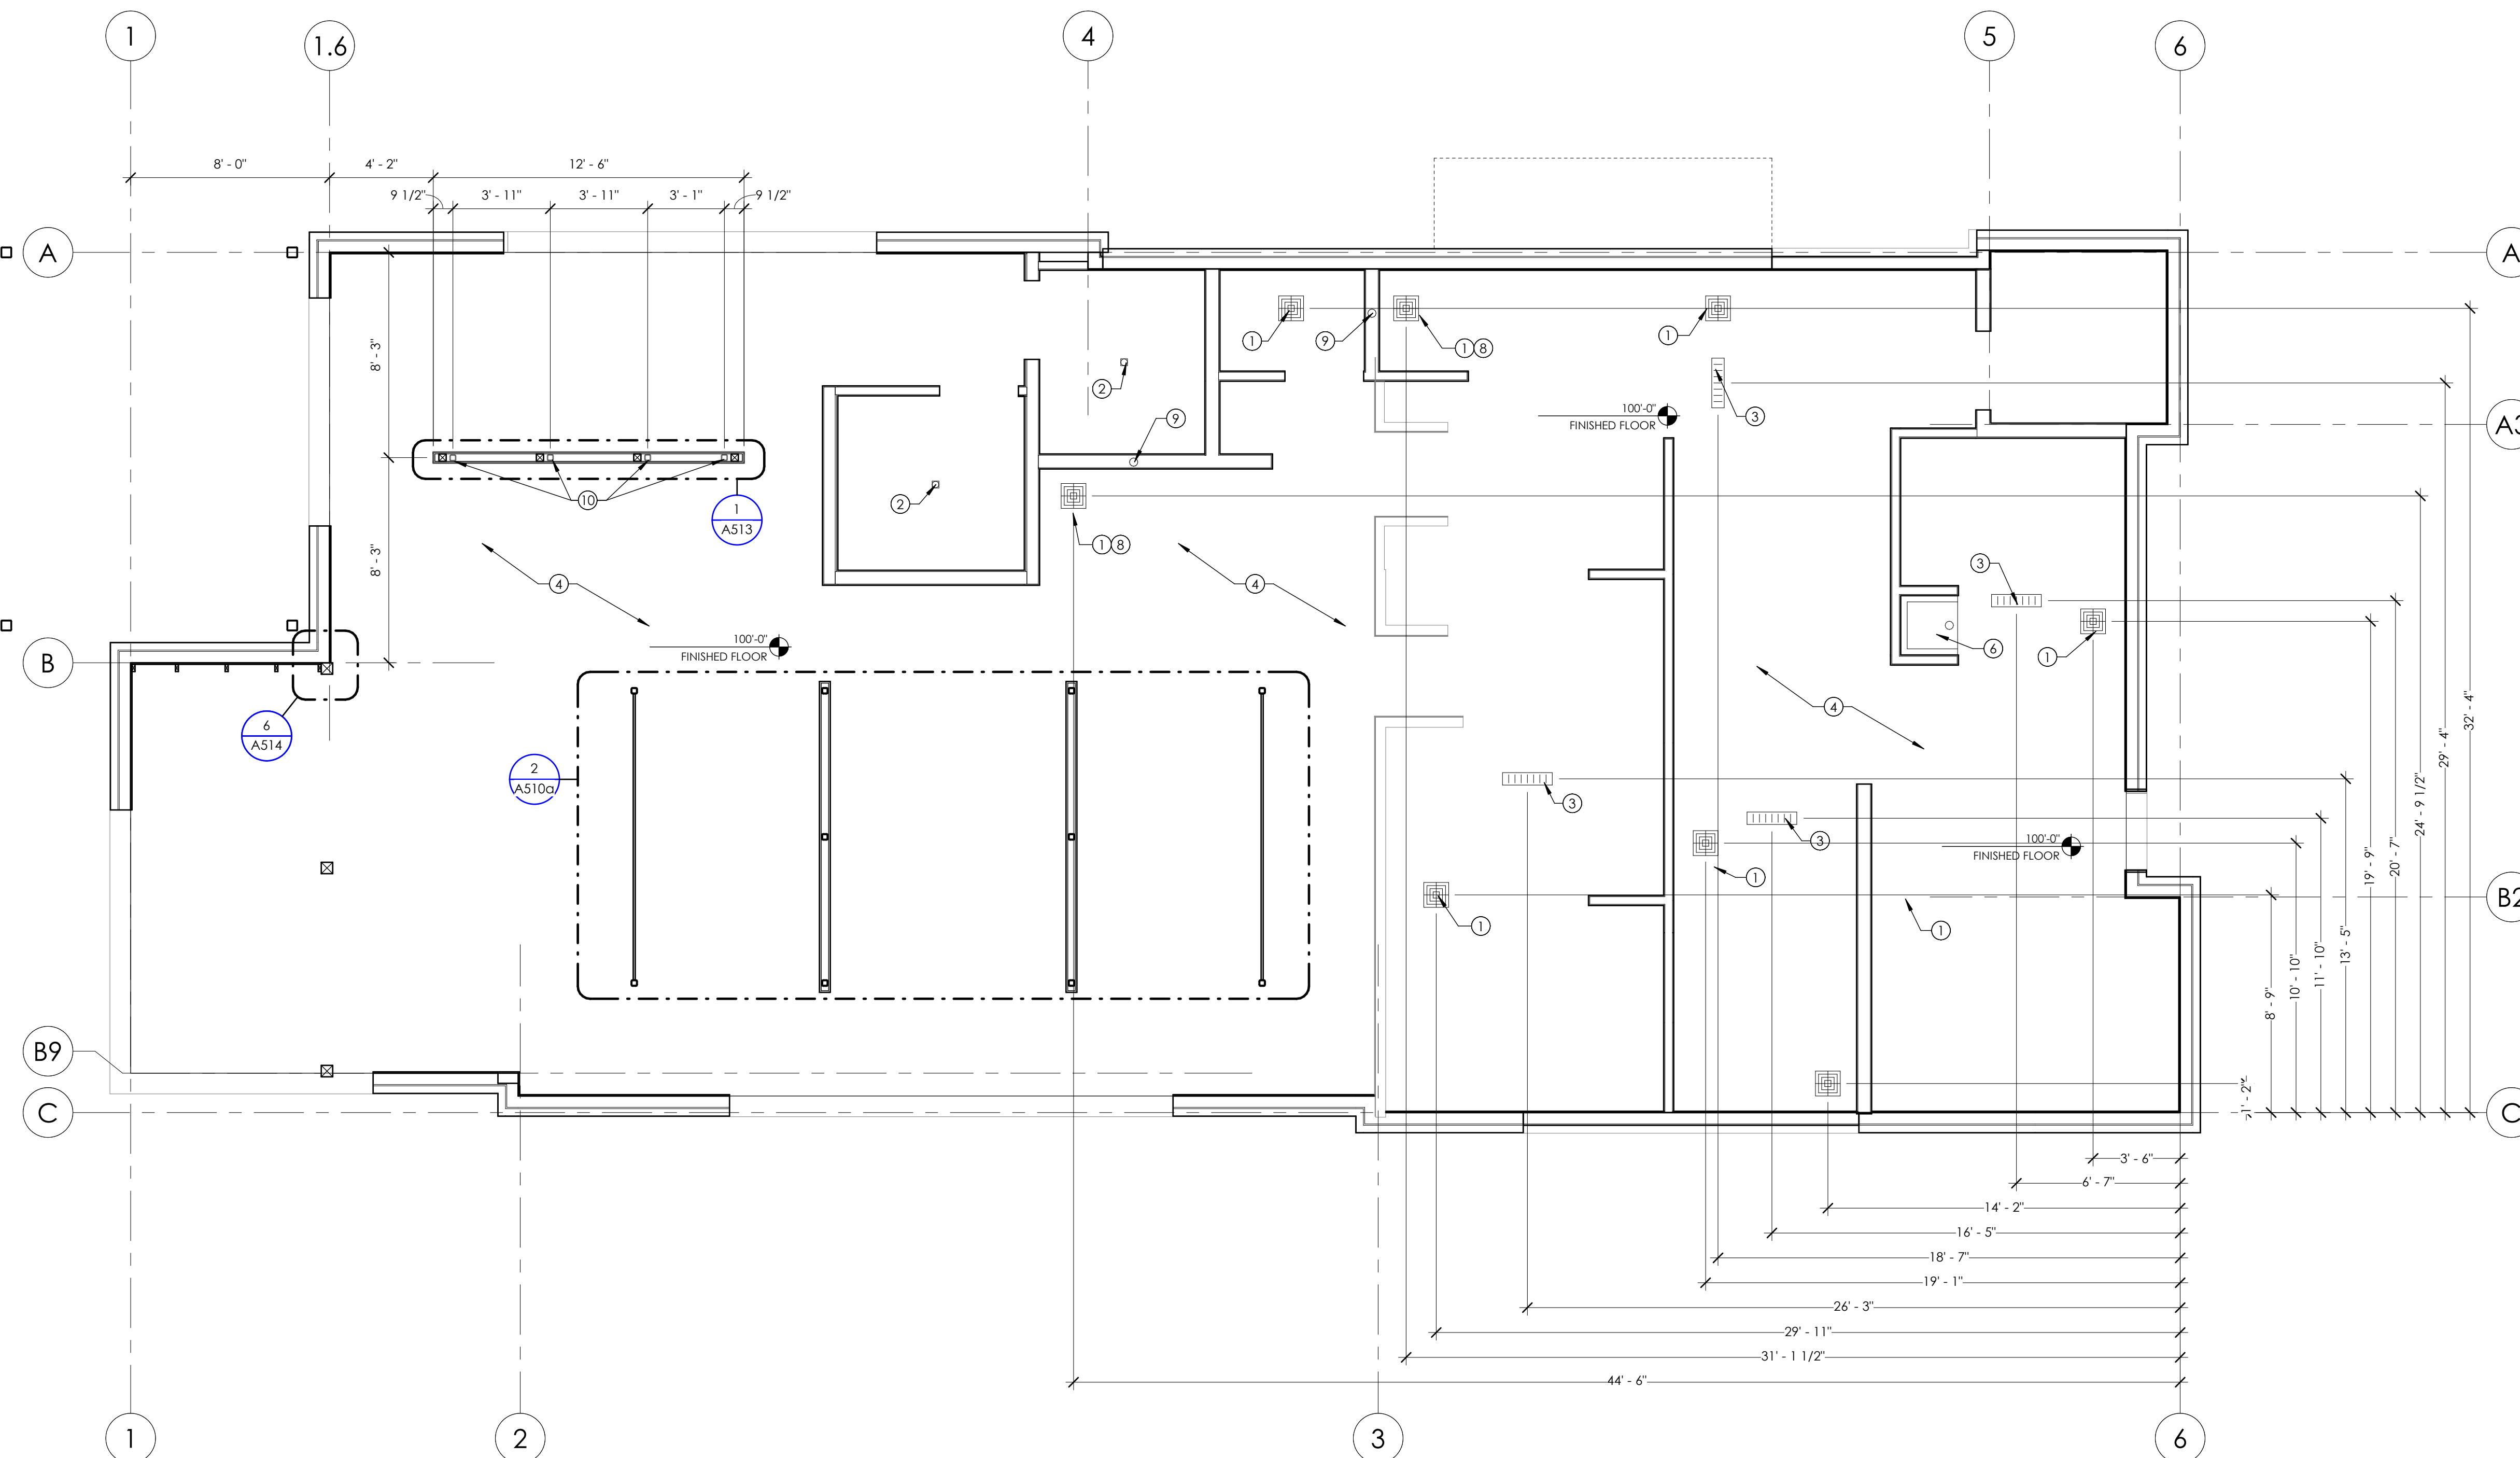 1
1.6
4
5
6
8' - 0"
4' - 2"
12' - 6"
9 1/2"
3' - 11"
3' - 11"
3' - 1"
9 1/2"
A
A
1
9
1 8
1
8' - 3"
2
3
9
100'-0"
FINISHED FLOOR
A3
10
2
1
A513
1 8
8' - 3"
4
4
3
6
1
100'-0"
FINISHED FLOOR
B
4
6
A514
2
A510a
3
3
1
100'-0"
FINISHED FLOOR
1
1
B2
32' - 4"
29' - 4"
24' - 9 1/2"
20' - 7"
19' - 9"
13' - 5"
11' - 10"
10' - 10"
8' - 9"
1' - 2"
B9
C
C
3' - 6"
6' - 7"
14' - 2"
16' - 5"
18' - 7"
19' - 1"
26' - 3"
29' - 11"
31' - 1 1/2"
44' - 6"
1
2
3
6